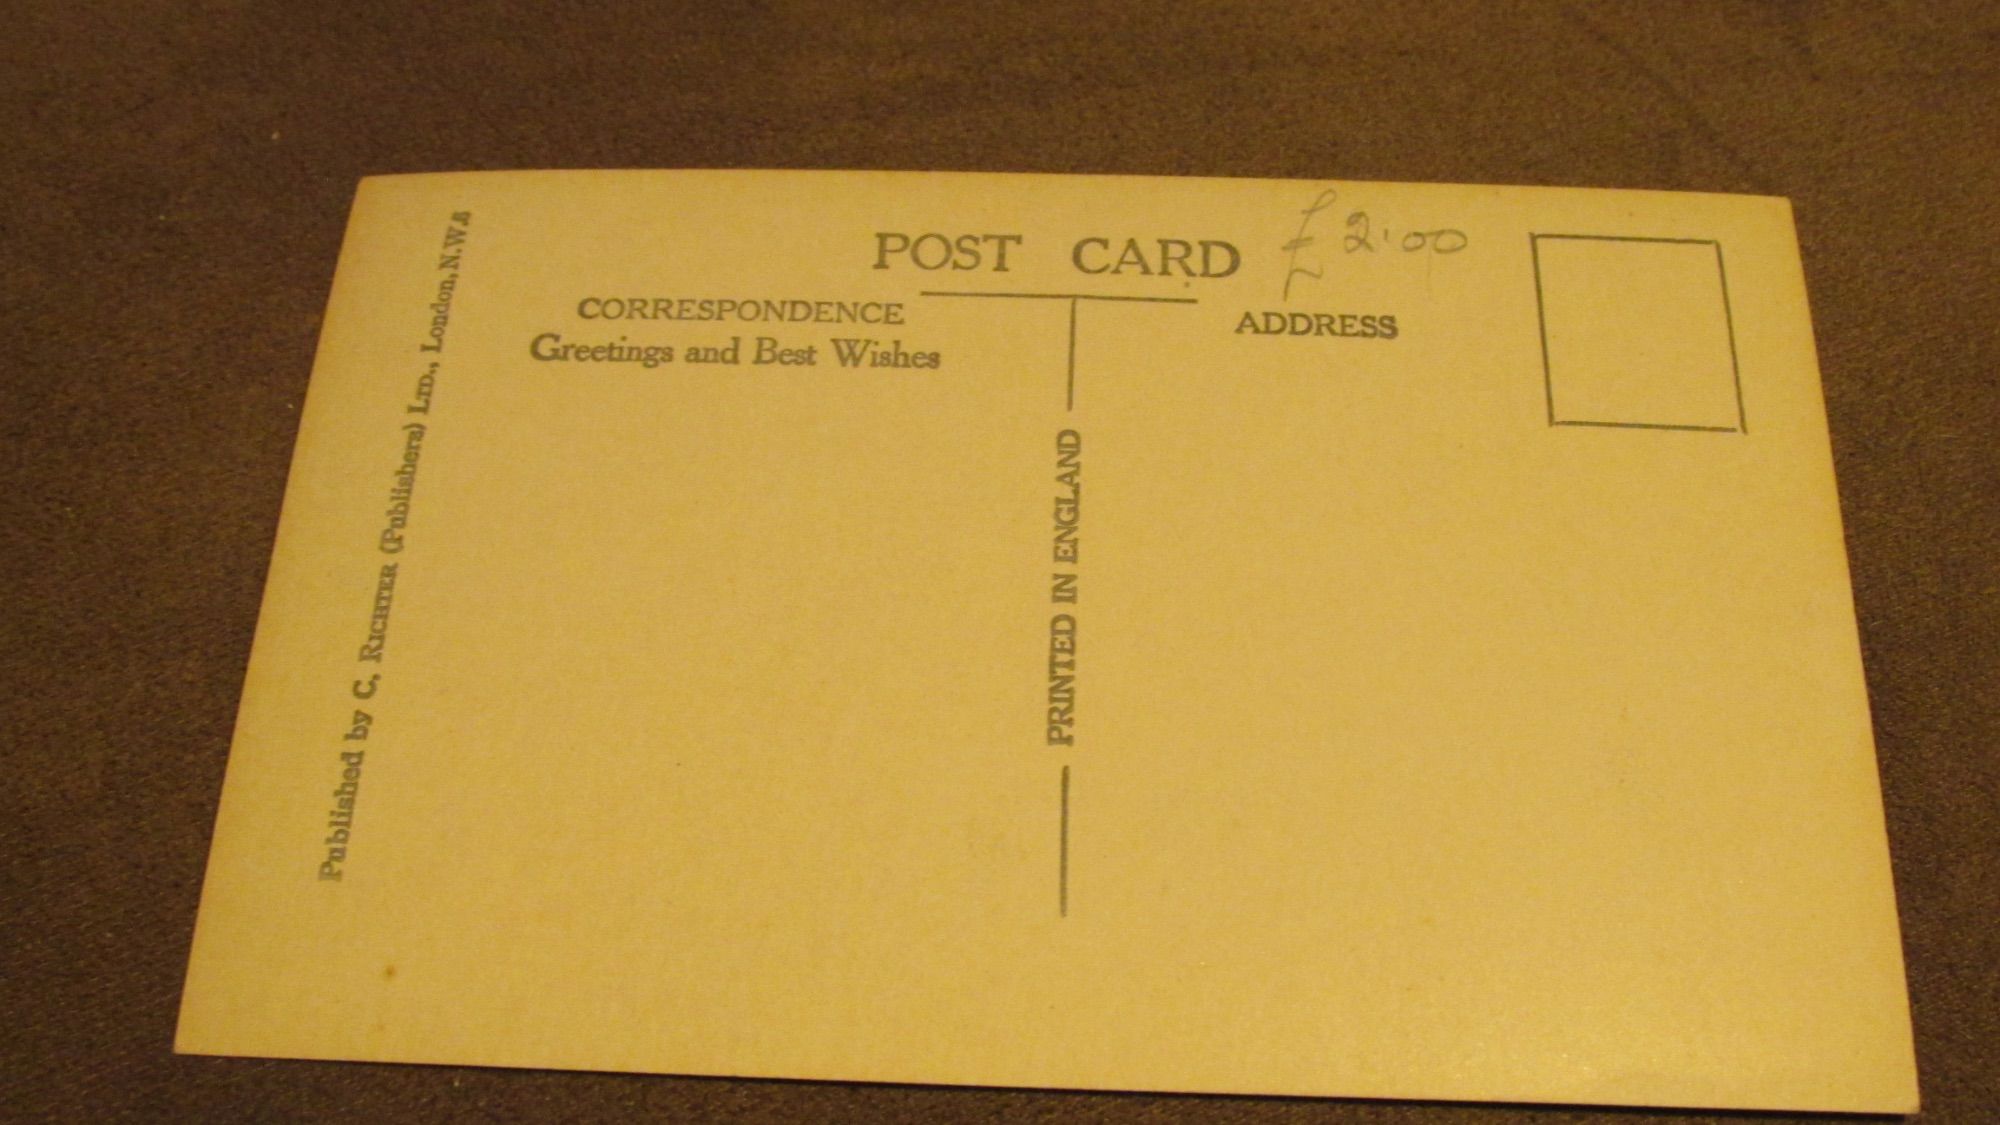 POST CARD £2.00
CORRESPONDENCE
Greetings and Best Wishes
ADDRESS
PRINTED IN ENGLAND
Published by C. RICHTER (Publishers) LTD., London, N.W.8